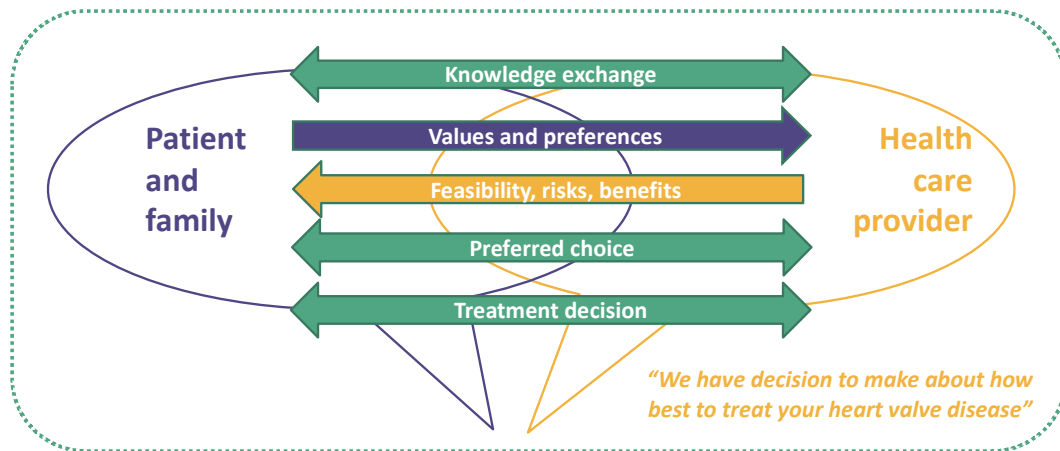 Knowledge exchange
Patient
and
family
Values and preferences
Feasibility, risks, benefits
Preferred choice
Treatment decision
Health
care
provider
“We have decision to make about how
best to treat your heart valve disease”